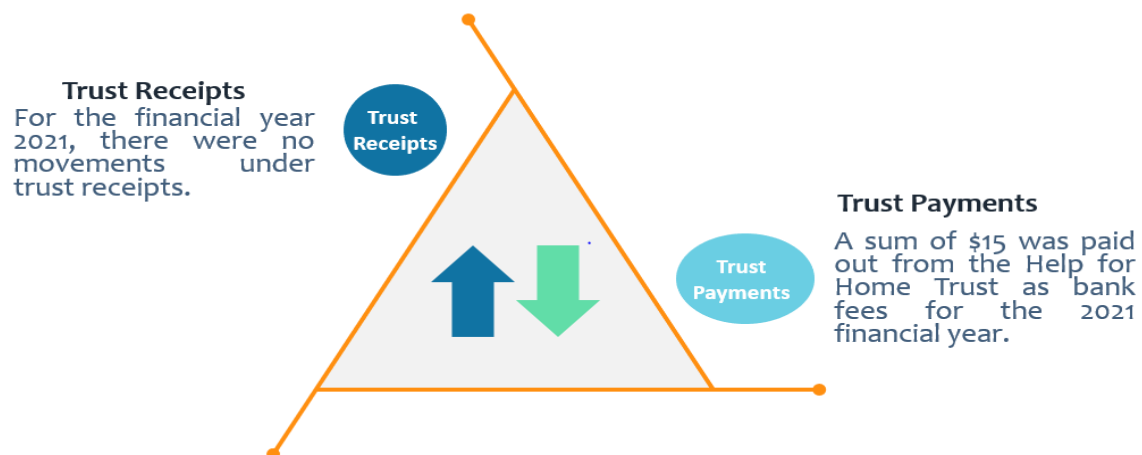 Trust Receipts
For the financial year
2021, there were no
movements under
trust receipts.
Trust
Receipts
Trust Payments
A sum of $15 was paid
out from the Help for
Home Trust as bank
fees for the 2021
financial year.
Trust
Payments